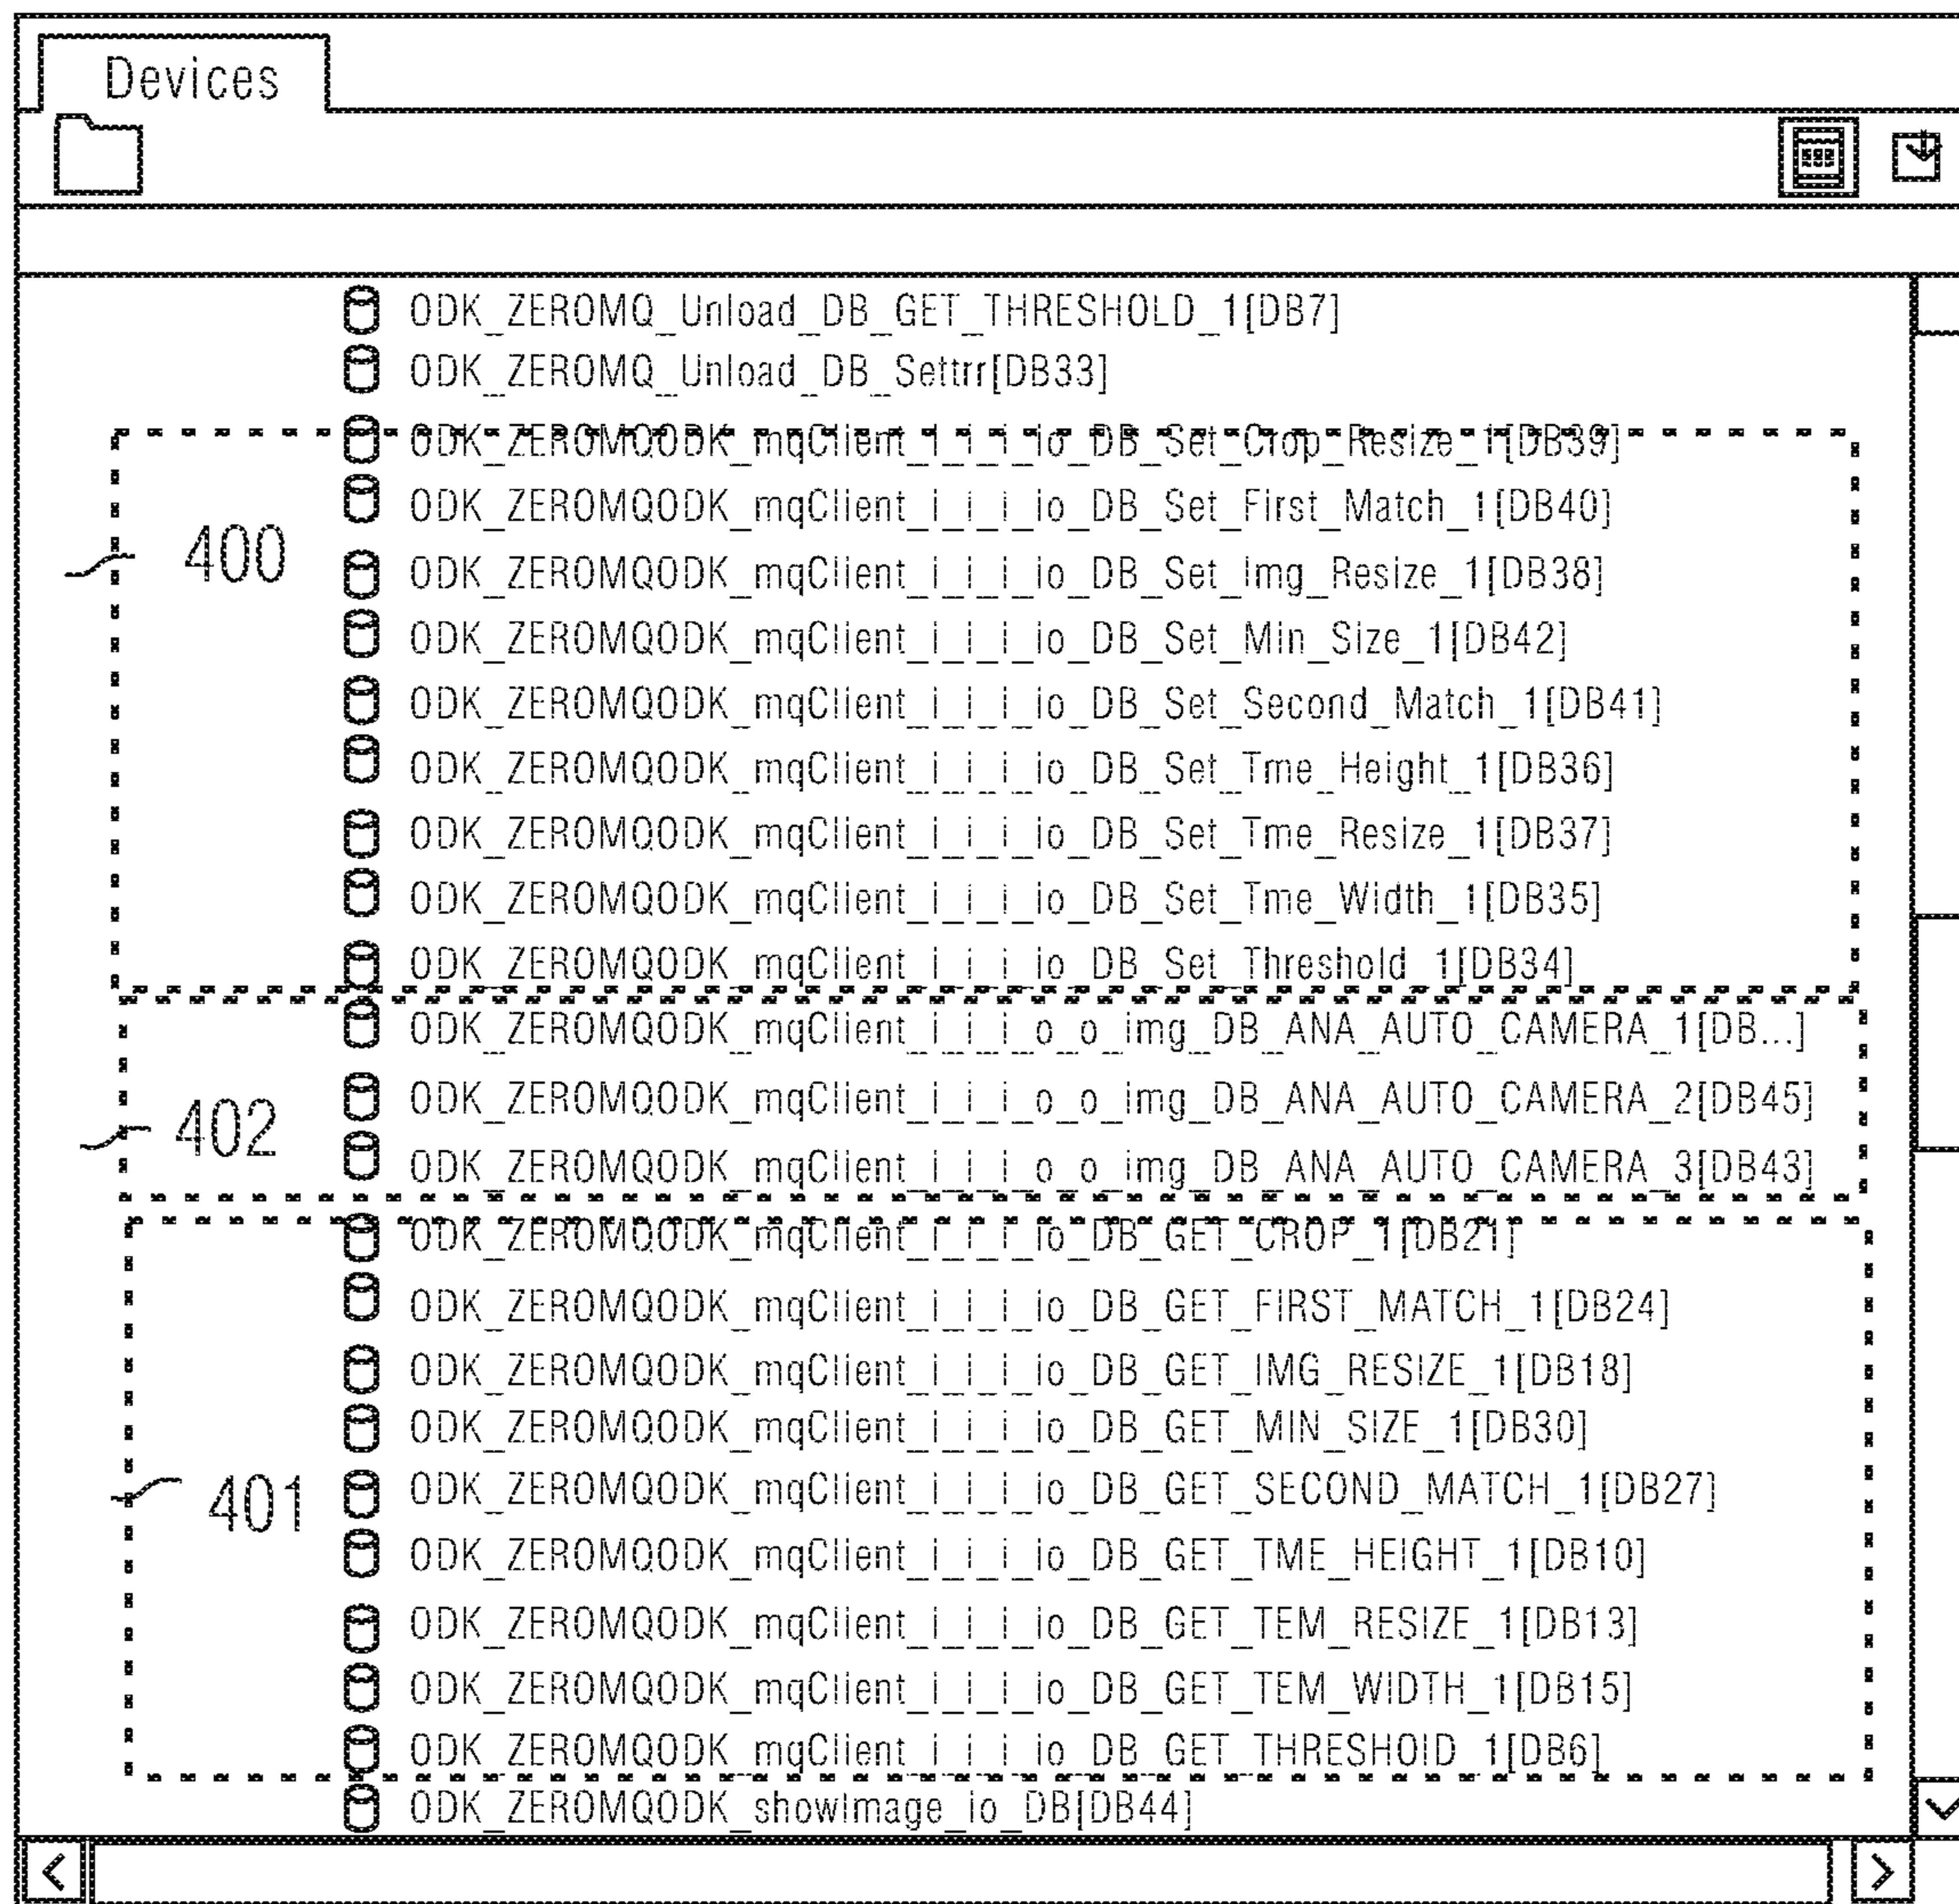 Devices
ODK_ZEROMQ_Unload_DB_GET_THRESHOLD_1[DB7]
ODK_ZEROMQ_Unload_DB_Settrr[DB33]
ODK_ZEROMQODK_mqClient_i_i_i_io_DB_Set_Crop_Resize_1[DB39]
400
ODK_ZEROMQODK_mqClient_i_i_i_io_DB_Set_First_Match_1[DB40]
ODK_ZEROMQODK_mqClient_i_i_i_io_DB_Set_img_Resize_1[DB38]
ODK_ZEROMQODK_mqClient_i_i_i_io_DB_Set_Min_Size_1[DB42]
ODK_ZEROMQODK_mqClient_i_i_i_io_DB_Set_Second_Match_1[DB41]
ODK_ZEROMQODK_mqClient_i_i_i_io_DB_Set_Tme_Height_1[DB36]
ODK_ZEROMQODK_mqClient_i_i_i_io_DB_Set_Tme_Resize_1[DB37]
ODK_ZEROMQODK_mqClient_i_i_i_io_DB_Set_Tme_Width_1[DB35]
ODK_ZEROMQODK_mqClient_i_i_i_io_DB_Set_Threshold_1[DB34]
402
ODK_ZEROMQODK_mqClient_i_i_i_o_o_img_DB_ANA_AUTO_CAMERA_1[DB...]
ODK_ZEROMQODK_mqClient_i_i_i_o_o_img_DB_ANA_AUTO_CAMERA_2[DB45]
ODK_ZEROMQODK_mqClient_i_i_i_o_o_img_DB_ANA_AUTO_CAMERA_3[DB43]
401
ODK_ZEROMQODK_mqClient_i_i_i_io_DB_GET_CROP_1[DB21]
ODK_ZEROMQODK_mqClient_i_i_i_io_DB_GET_FIRST_MATCH_1[DB24]
ODK_ZEROMQODK_mqClient_i_i_i_io_DB_GET_IMG_RESIZE_1[DB18]
ODK_ZEROMQODK_mqClient_i_i_i_io_DB_GET_MIN_SIZE_1[DB30]
ODK_ZEROMQODK_mqClient_i_i_i_io_DB_GET_SECOND_MATCH_1[DB27]
ODK_ZEROMQODK_mqClient_i_i_i_io_DB_GET_TME_HEIGHT_1[DB10]
ODK_ZEROMQODK_mqClient_i_i_i_io_DB_GET_TEM_RESIZE_1[DB13]
ODK_ZEROMQODK_mqClient_i_i_i_io_DB_GET_TEM_WIDTH_1[DB15]
ODK_ZEROMQODK_mqClient_i_i_i_io_DB_GET_THRESHOID_1[DB6]
ODK_ZEROMQODK_showImage_io_DB[DB44]